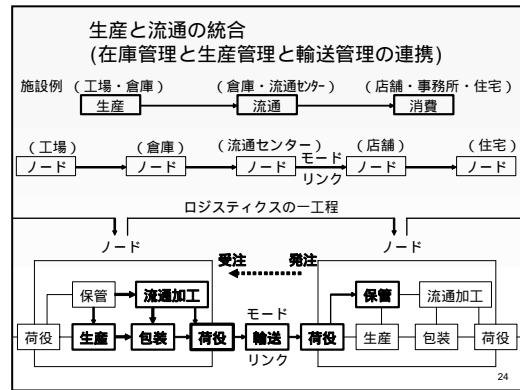 生産と流通の統合
(在庫管理と生産管理と輸送管理の連携)
施設例 (工場・倉庫) (倉庫・流通ｾﾝﾀｰ) (店舗・事務所・住宅)
生産 流通 消費
(工場) (倉庫) (流通センター) (店舗) (住宅)
モード
ノード ノード ノード ノード ノード
リンク
ロジスティクスの一工程
ノード ノード
受注 発注
保管 流通加工 保管 流通加工
モード
荷役 生産 包装 荷役 輸送 荷役 生産 包装 荷役
リンク
24